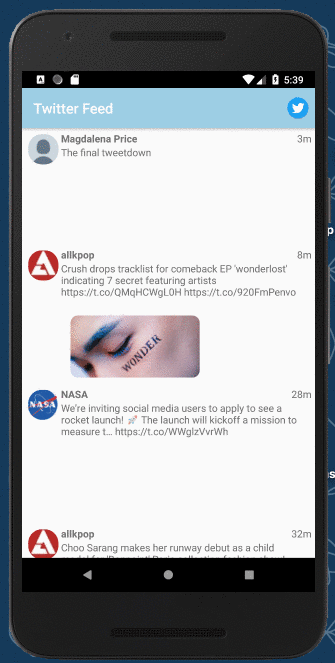 5:39
Twitter Feed
Magdalena Price 3m
The final tweetdown
allkpop 8m
Crush drops tracklist for comeback EP 'wonderlost'
indicating 7 secret featuring artists
https://t.co/QMqHCWgL0H https://t.co/920FmPenvo
WONDER
NASA 28m
We're inviting social media users to apply to see a
rocket launch! 🚀 The launch will kickoff a mission to
measure t… https://t.co/WWglzVvrWh
allkpop 32m
Choo Sarang makes her runway debut as a child